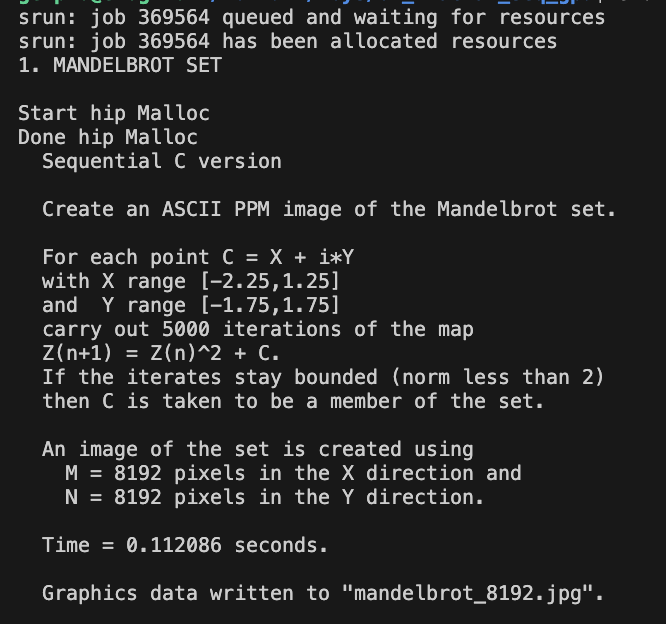 srun: job 369564 queued and waiting for resources
srun: job 369564 has been allocated resources
1. MANDELBROT SET
Start hip Malloc
Done hip Malloc
Sequential C version
Create an ASCII PPM image of the Mandelbrot set.
For each point C = X + i*Y
with X range [-2.25,1.25]
and  Y range [-1.75,1.75]
carry out 5000 iterations of the map
Z(n+1) = Z(n)^2 + C.
If the iterates stay bounded (norm less than 2)
then C is taken to be a member of the set.
An image of the set is created using
M = 8192 pixels in the X direction and
N = 8192 pixels in the Y direction.
Time = 0.112086 seconds.
Graphics data written to "mandelbrot_8192.jpg".